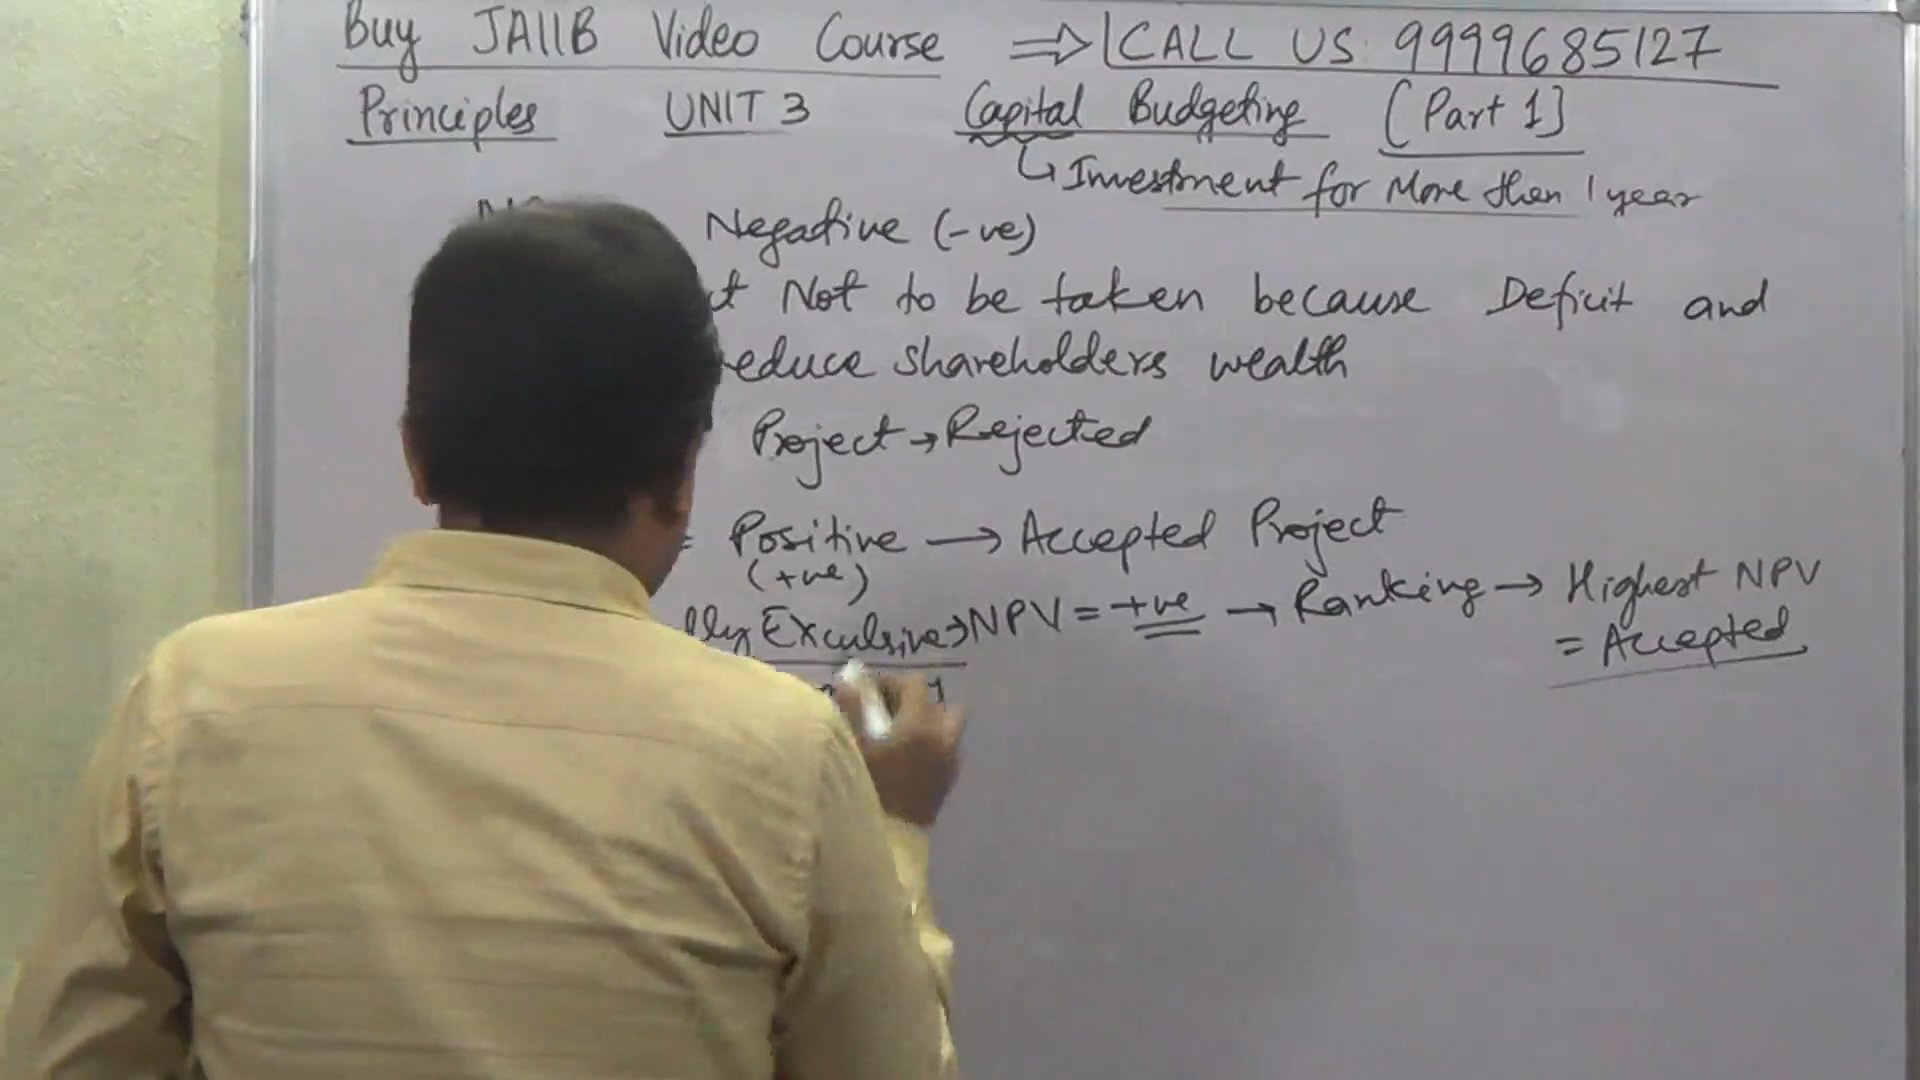 Buy JAIIB Video Course ⇒ CALL US: 9999685127
Principles UNIT 3 Capital Budgeting [Part 1]
↳ Investment for More then 1 year
Negative (-ve)
Not to be taken because Deficit and
educe shareholders wealth
Project → Rejected
= Positive → Accepted Project
(+ve)
lly Exculsive → NPV = +ve → Ranking → Highest NPV
= Accepted